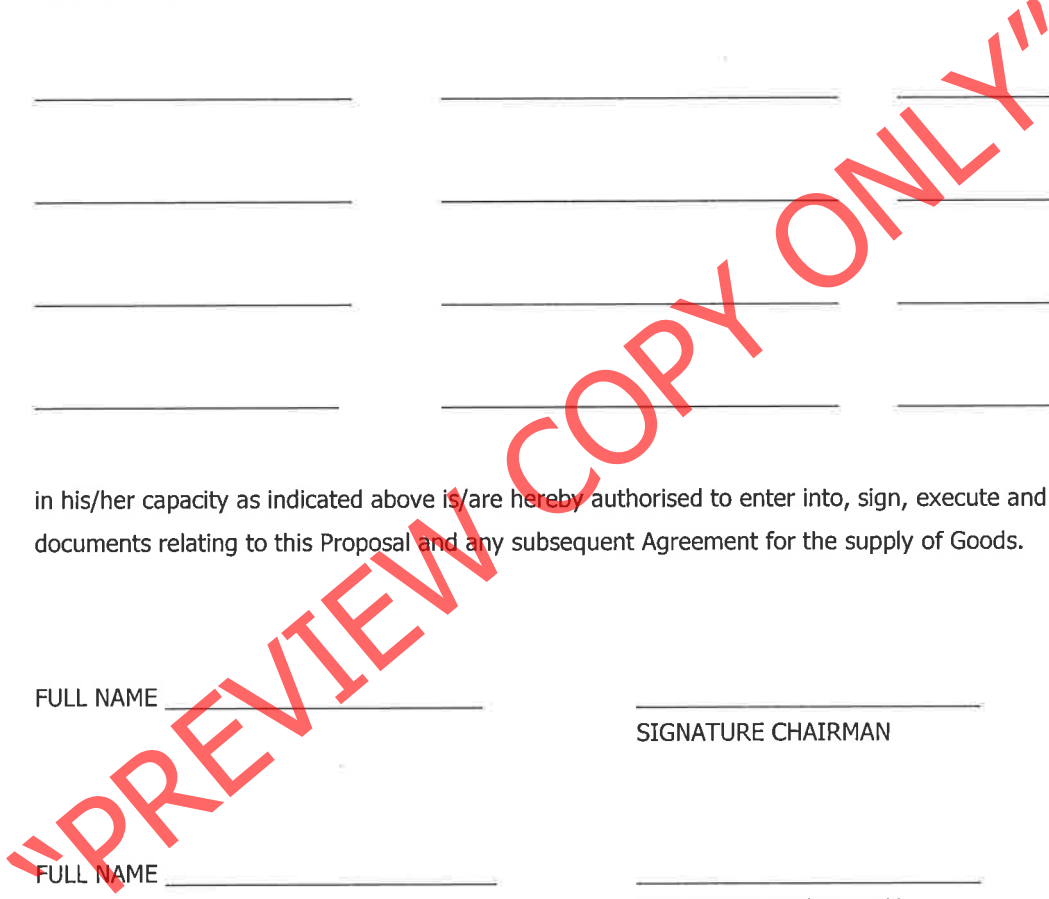 in his/her capacity as indicated above is/are hereby authorised to enter into, sign, execute and
documents relating to this Proposal and any subsequent Agreement for the supply of Goods.
FULL NAME
SIGNATURE CHAIRMAN
FULL NAME
“PREVIEW COPY ONLY”